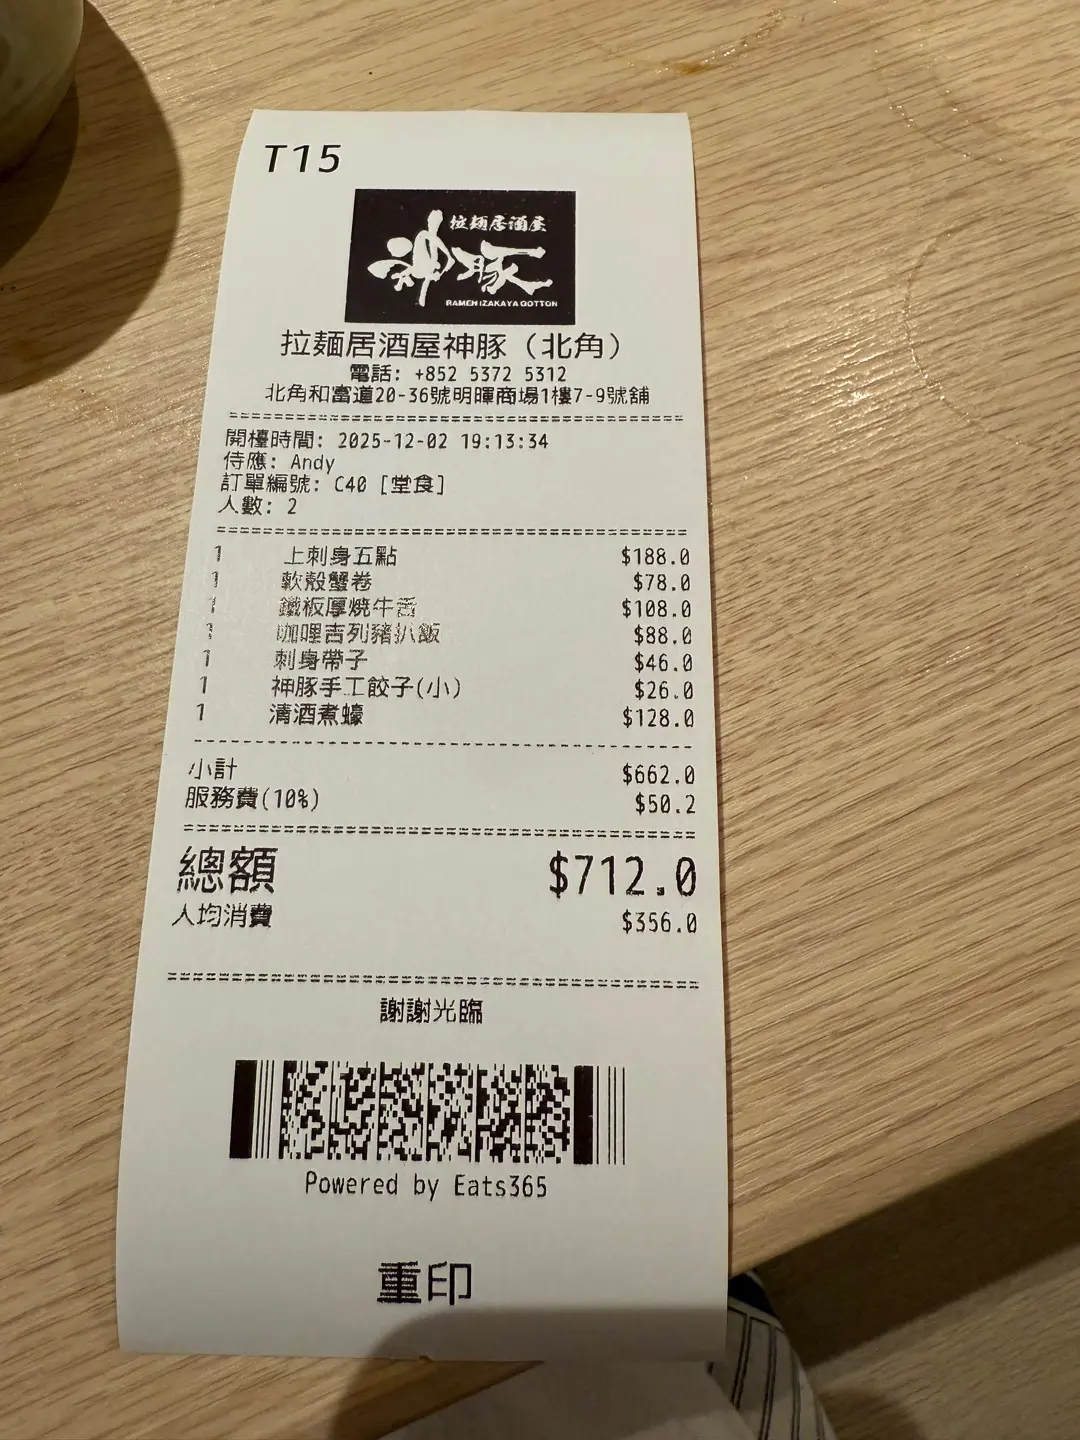 T15
拉麺居酒屋
神豚
RAMEN IZAKAYA GOTTON
拉麺居酒屋神豚（北角）
電話: +852 5372 5312
北角和富道20-36號明暉商場1樓7-9號舖
開檯時間: 2025-12-02 19:13:34
侍應: Andy
訂單編號: C40 [堂食]
人數: 2
1 上刺身五點 $188.0
1 軟殼蟹卷 $78.0
1 鐵板厚燒牛舌 $108.0
1 咖哩吉列豬扒飯 $88.0
1 刺身帶子 $46.0
1 神豚手工餃子(小) $26.0
1 清酒煮蠔 $128.0
小計 $662.0
服務費(10%) $50.2
總額 $712.0
人均消費 $356.0
謝謝光臨
Powered by Eats365
重印